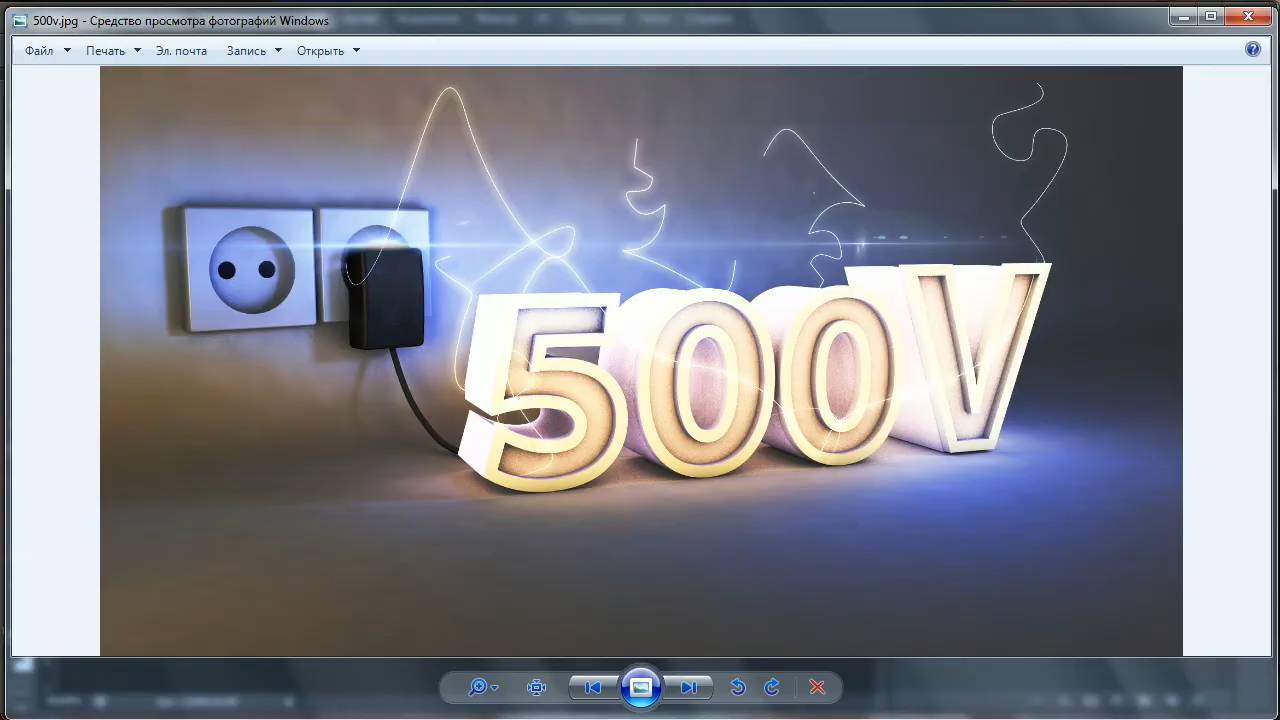 500v.jpg - Средство просмотра фотографий Windows
Файл Печать Эл. почта Запись Открыть
500V